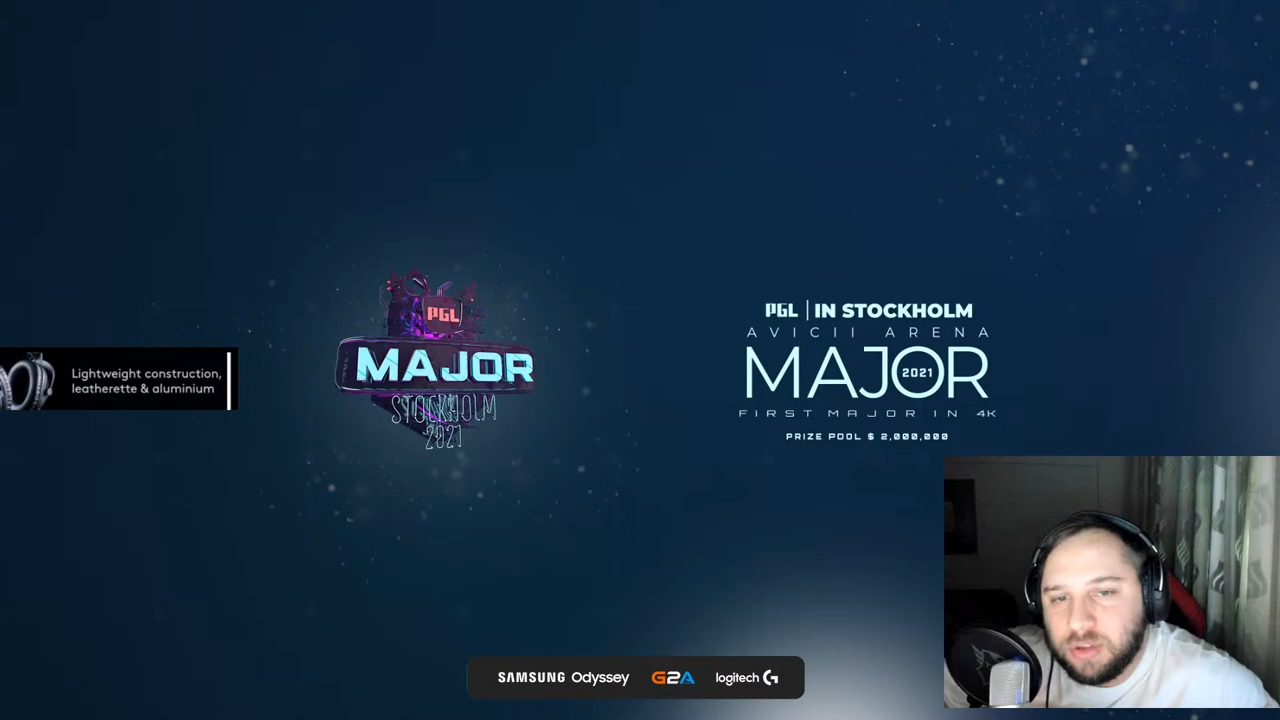 PGL
MAJOR
STOCKHOLM
2021
PGL | IN STOCKHOLM
AVICII ARENA
MAJOR
2021
FIRST MAJOR IN 4K
PRIZE POOL $ 2,000,000
Lightweight construction,
leatherette & aluminium
SAMSUNG Odyssey G2A logitech G